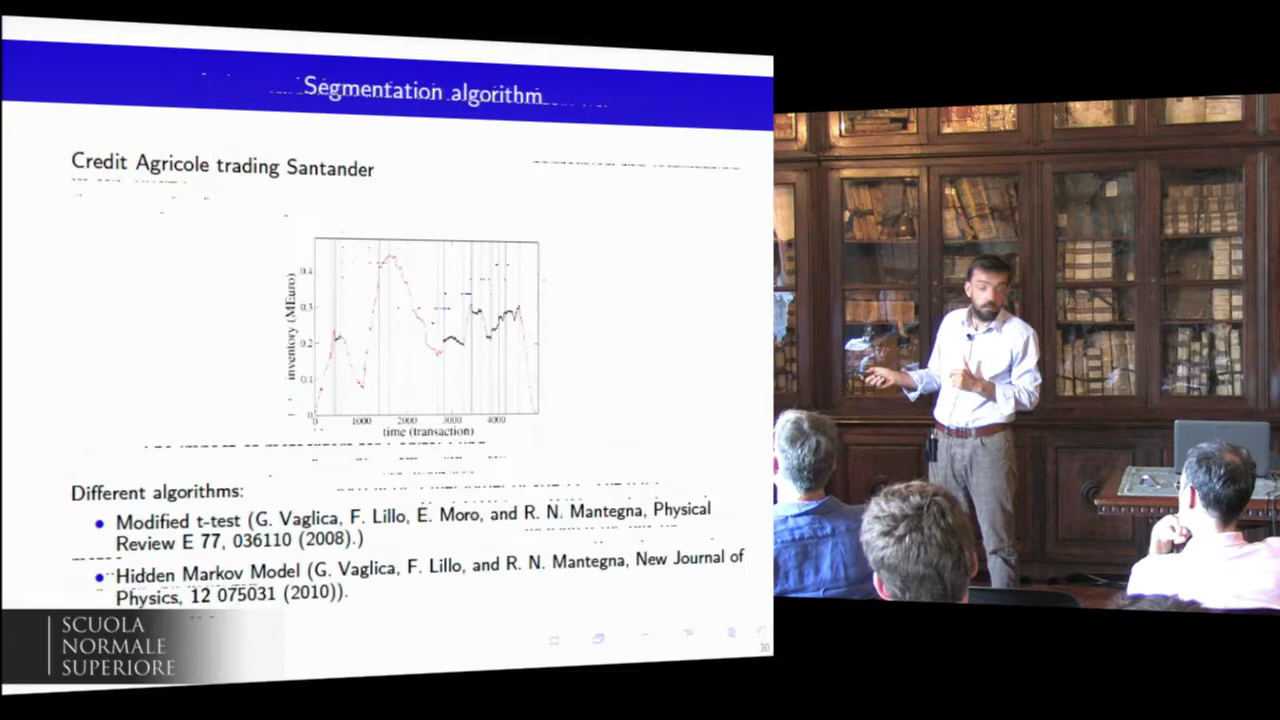 Segmentation algorithm
Credit Agricole trading Santander
inventory (MEuro)
0.4
0.3
0.2
0.1
0
0
1000
2000
3000
4000
time (transaction)
Different algorithms:
Modified t-test (G. Vaglica, F. Lillo, E. Moro, and R. N. Mantegna, Physical
Review E 77, 036110 (2008).)
Hidden Markov Model (G. Vaglica, F. Lillo, and R. N. Mantegna, New Journal of
Physics, 12 075031 (2010)).
30
SCUOLA
NORMALE
SUPERIORE